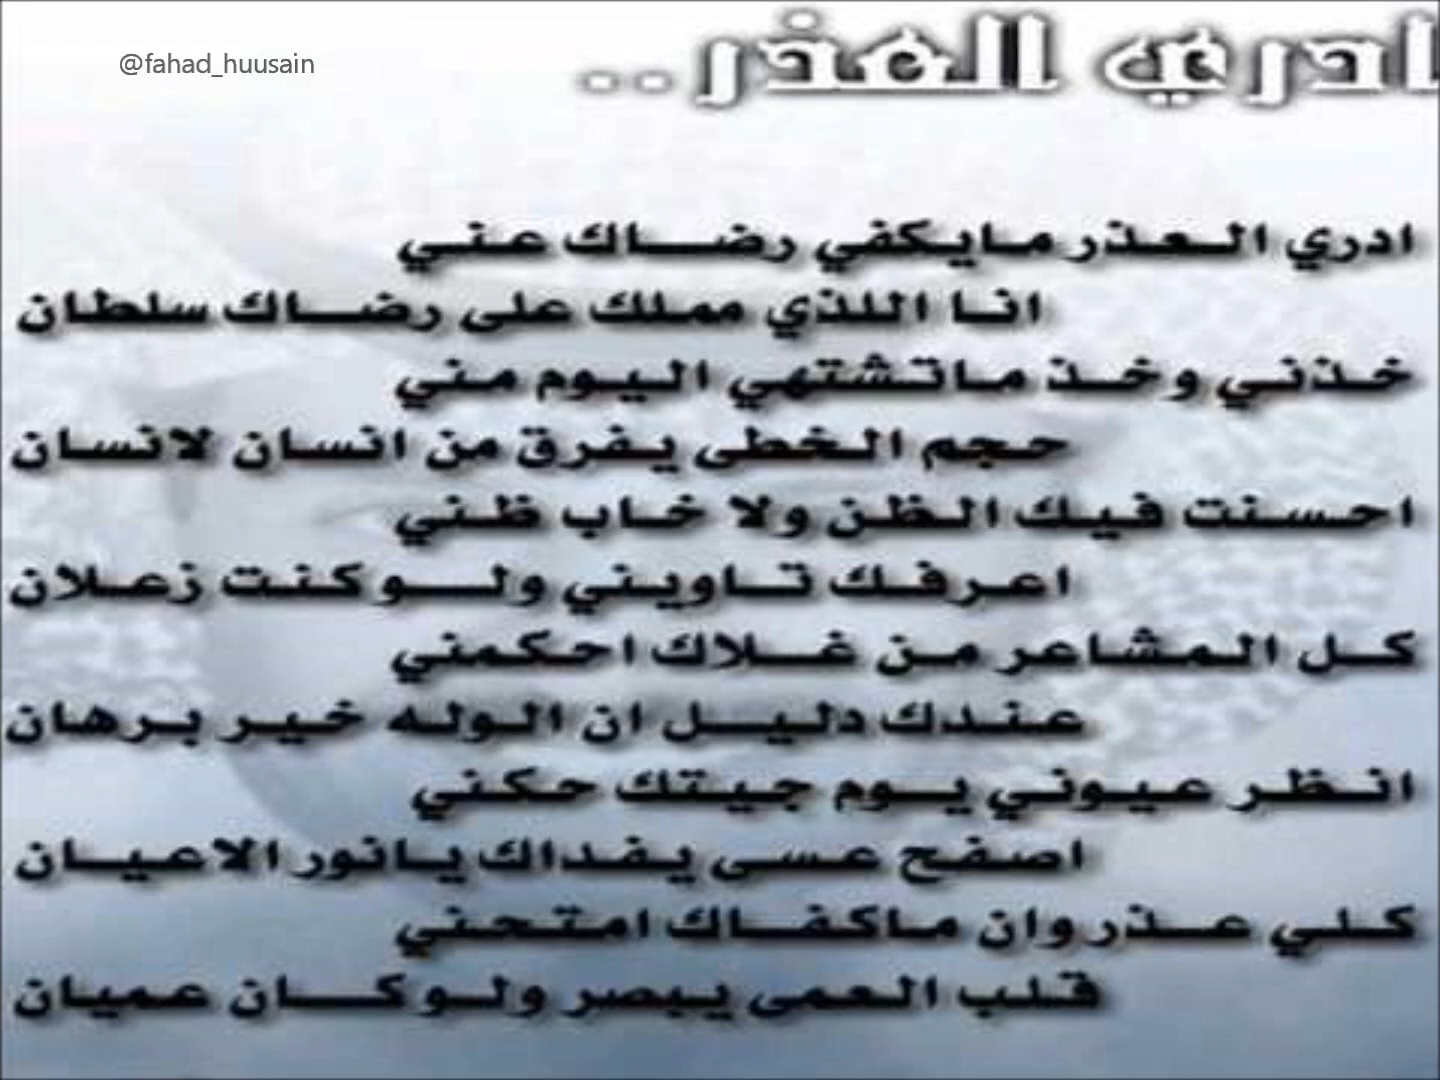 @fahad_huusain
ادري العذر..
ادري العذر مايكفي رضاك عني
انا اللذي مملك على رضاك سلطان
خذني وخذ ماتشتهي اليوم مني
حجم الخطى يفرق من انسان لانسان
احسنت فيك الظن ولا خاب ظني
اعرفك تاويني ولو كنت زعلان
كل المشاعر من غلاك احكمني
عندك دليل ان الوله خير برهان
انظر عيوني يوم جيتك حكني
اصفح عسى يفداك يانور الاعيان
كلي عذر وان ماكفاك امتحني
قلب العمى يبصر ولو كان عميان